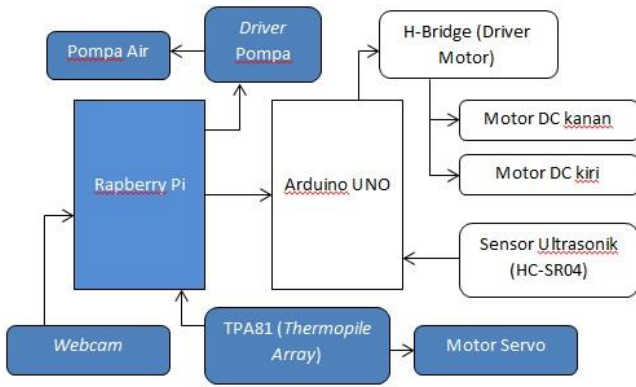 Pompa Air
Driver
Pompa
H-Bridge (Driver
Motor)
Motor DC kanan
Rapberry Pi
Arduino UNO
Motor DC kiri
Sensor Ultrasonik
(HC-SR04)
Webcam
TPA81 (Thermopile
Array)
Motor Servo